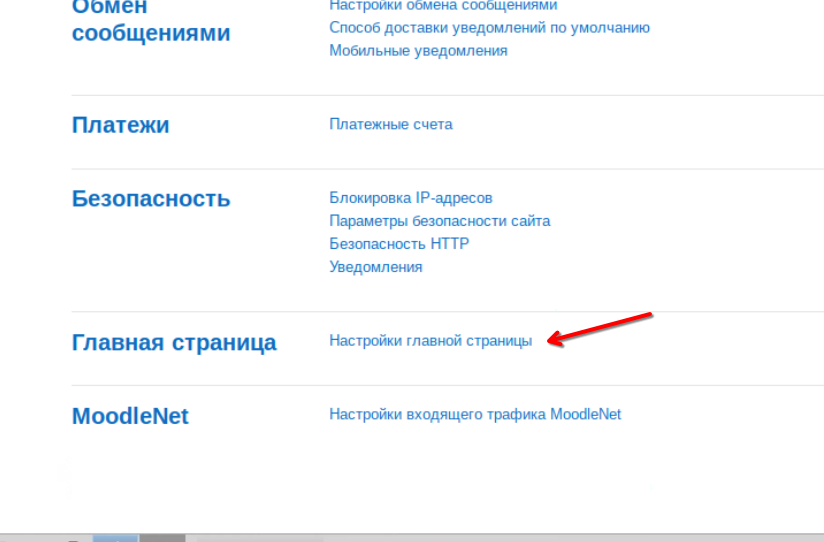 Обмен
сообщениями
Настройки обмена сообщениями
Способ доставки уведомлений по умолчанию
Мобильные уведомления
Платежи
Платежные счета
Безопасность
Блокировка IP-адресов
Параметры безопасности сайта
Безопасность HTTP
Уведомления
Главная страница
Настройки главной страницы
MoodleNet
Настройки входящего трафика MoodleNet